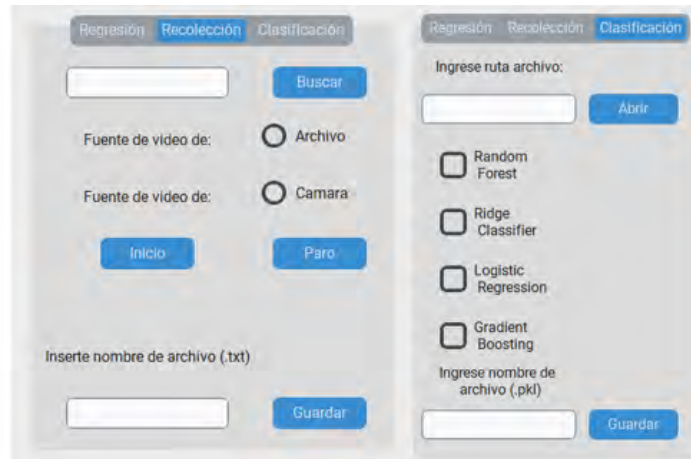 Regresión Recolección Clasificación
Buscar
Fuente de video de: Archivo
Fuente de video de: Camara
Inicio Paro
Inserte nombre de archivo (.txt)
Guardar
Regresión Recolección Clasificación
Ingrese ruta archivo:
Abrir
Random
Forest
Ridge
Classifier
Logistic
Regression
Gradient
Boosting
Ingrese nombre de
archivo (.pkl)
Guardar